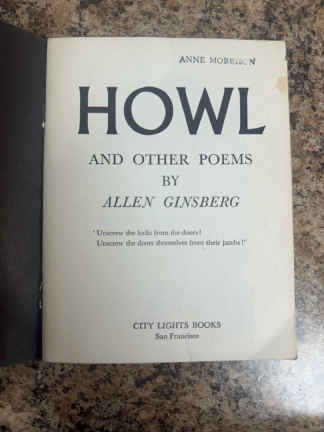 ANNE MORRISON
HOWL
AND OTHER POEMS
BY
ALLEN GINSBERG
'Unscrew the locks from the doors!
Unscrew the doors themselves from their jambs!'
CITY LIGHTS BOOKS
San Francisco